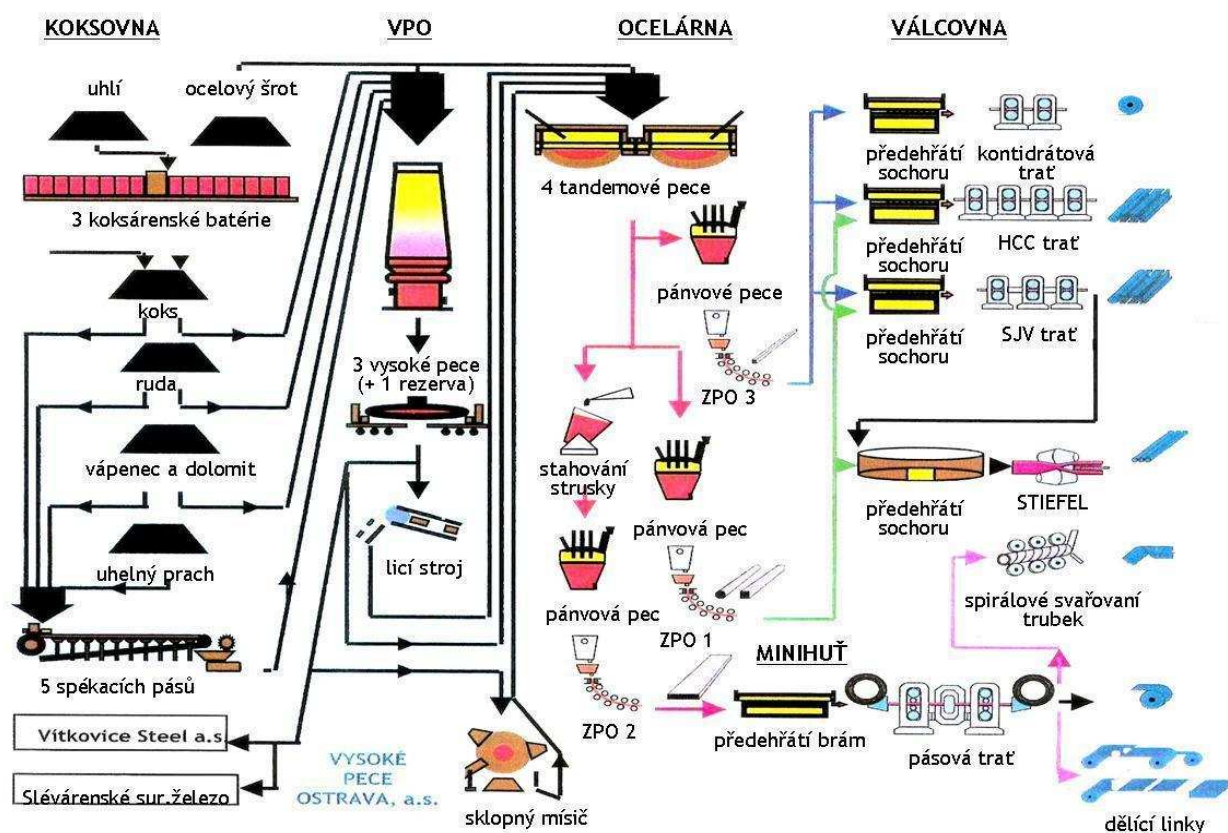 KOKSOVNA
VPO
OCELÁRNA
VÁLCOVNA
uhlí
ocelový šrot
3 koksárenské batérie
koks
ruda
vápenec a dolomit
uhelný prach
5 spékacích pásů
Vítkovice Steel a.s
Slévárenské sur.železo
3 vysoké pece
(+ 1 rezerva)
licí stroj
VYSOKÉ
PECE
OSTRAVA, a.s.
sklopný mísič
4 tandemové pece
pánvové pece
ZPO 3
stahování
strusky
pánvová pec
ZPO 1
pánvová pec
ZPO 2
předehřátí
sochoru
kontidrátová
trať
předehřátí
sochoru
HCC trať
předehřátí
sochoru
SJV trať
předehřátí
sochoru
STIEFEL
spirálové svařovaní
trubek
MINIHUŤ
předehřátí brám
pásová trať
dělící linky